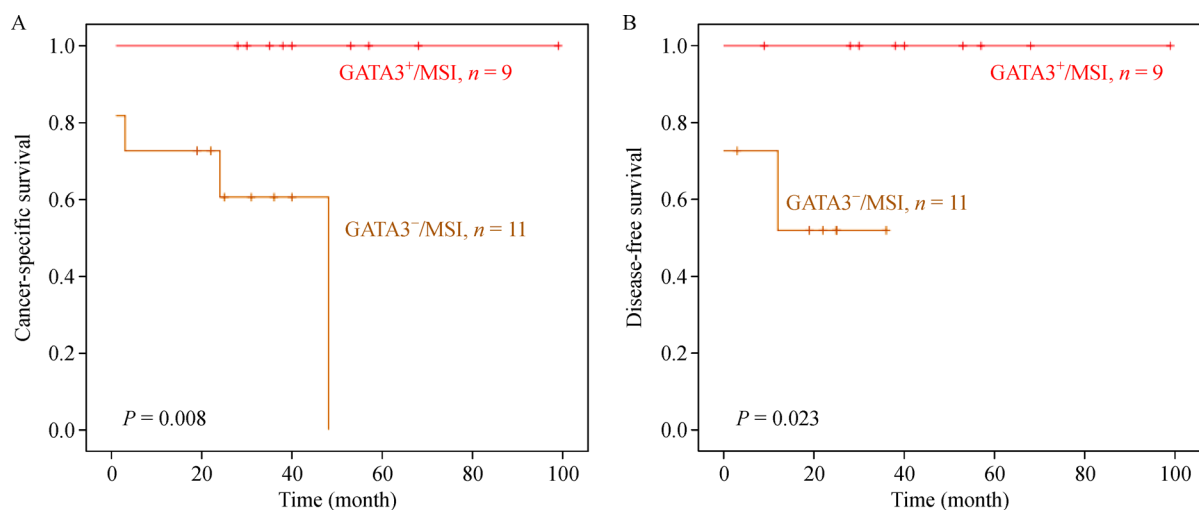 A
Cancer-specific survival
1.0
0.8
0.6
0.4
0.2
0.0
GATA3⁺/MSI, n = 9
GATA3⁻/MSI, n = 11
P = 0.008
0 20 40 60 80 100
Time (month)
B
Disease-free survival
1.0
0.8
0.6
0.4
0.2
0.0
GATA3⁺/MSI, n = 9
GATA3⁻/MSI, n = 11
P = 0.023
0 20 40 60 80 100
Time (month)